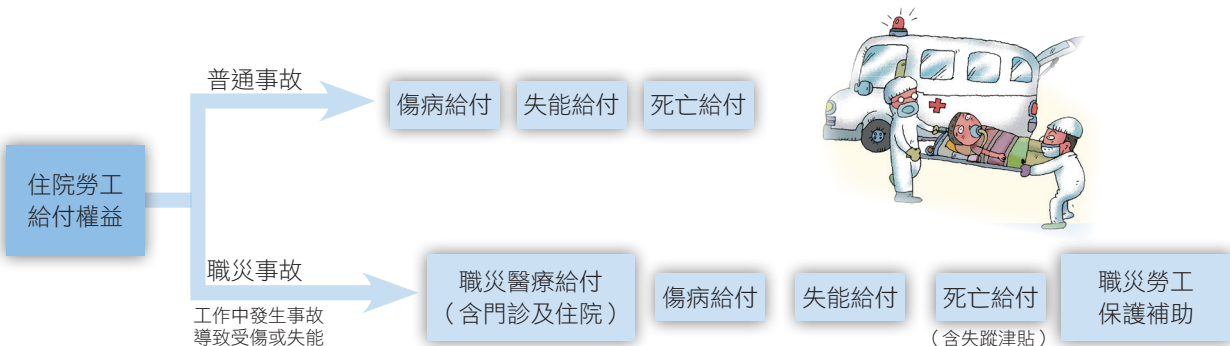 普通事故
傷病給付
失能給付
死亡給付
住院勞工
給付權益
職災事故
工作中發生事故
導致受傷或失能
職災醫療給付
（含門診及住院）
傷病給付
失能給付
死亡給付
（含失蹤津貼）
職災勞工
保護補助